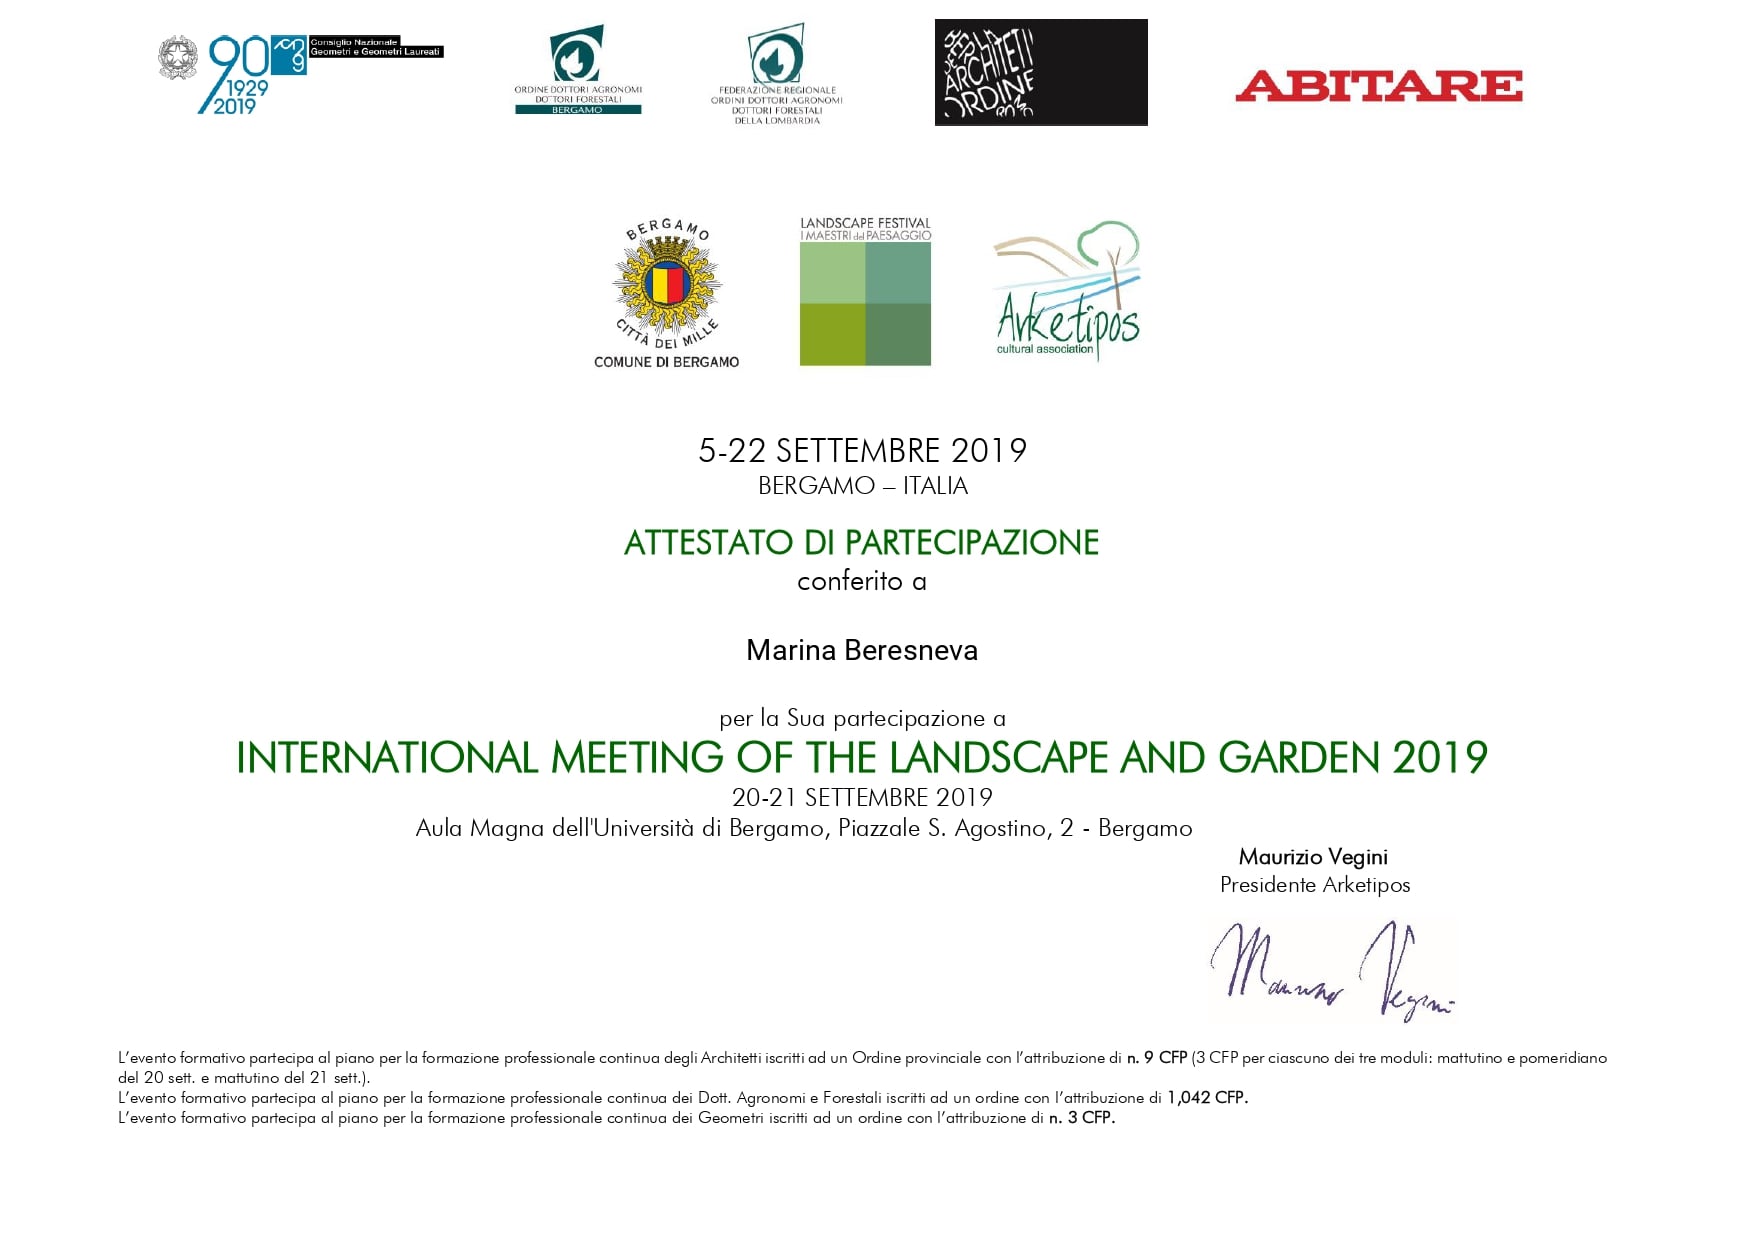 90
1929
2019
Consiglio Nazionale
Geometri e Geometri Laureati
ORDINE DOTTORI AGRONOMI
DOTTORI FORESTALI
BERGAMO
FEDERAZIONE REGIONALE
ORDINI DOTTORI AGRONOMI
DOTTORI FORESTALI
DELLA LOMBARDIA
ARCHITETTI
ORDINE
ABITARE
BERGAMO
CITTÀ DEI MILLE
COMUNE DI BERGAMO
LANDSCAPE FESTIVAL
I MAESTRI del PAESAGGIO
Arketipos
cultural association
5-22 SETTEMBRE 2019
BERGAMO – ITALIA
ATTESTATO DI PARTECIPAZIONE
conferito a
Marina Beresneva
per la Sua partecipazione a
INTERNATIONAL MEETING OF THE LANDSCAPE AND GARDEN 2019
20-21 SETTEMBRE 2019
Aula Magna dell'Università di Bergamo, Piazzale S. Agostino, 2 - Bergamo
Maurizio Vegini
Presidente Arketipos
Maurizio Vegini
L’evento formativo partecipa al piano per la formazione professionale continua degli Architetti iscritti ad un Ordine provinciale con l’attribuzione di n. 9 CFP (3 CFP per ciascuno dei tre moduli: mattutino e pomeridiano
del 20 sett. e mattutino del 21 sett.).
L’evento formativo partecipa al piano per la formazione professionale continua dei Dott. Agronomi e Forestali iscritti ad un ordine con l’attribuzione di 1,042 CFP.
L’evento formativo partecipa al piano per la formazione professionale continua dei Geometri iscritti ad un ordine con l’attribuzione di n. 3 CFP.